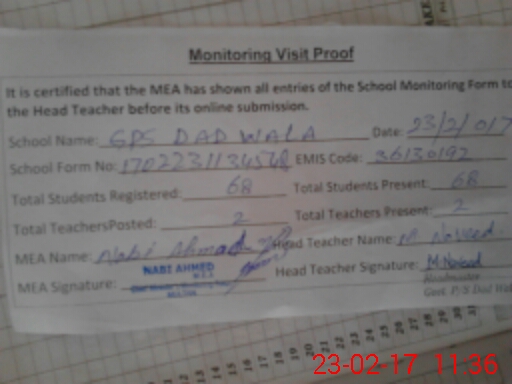 Monitoring Visit Proof
It is certified that the MEA has shown all entries of the School Monitoring Form to
the Head Teacher before its online submission.
School Name: GPS DAD WALA Date: 23/2/017
School Form No: EMIS Code: 36130192
Total Students Registered: 68 Total Students Present: 68
Total TeachersPosted: 2 Total Teachers Present: 2
MEA Name: Nabi Ahmad Head Teacher Name: M Naveed
NABI AHMED
MEA Signature: Head Teacher Signature: M.Naveed
Headmaster
Govt. P/S Dad Wal
23-02-17 11:36